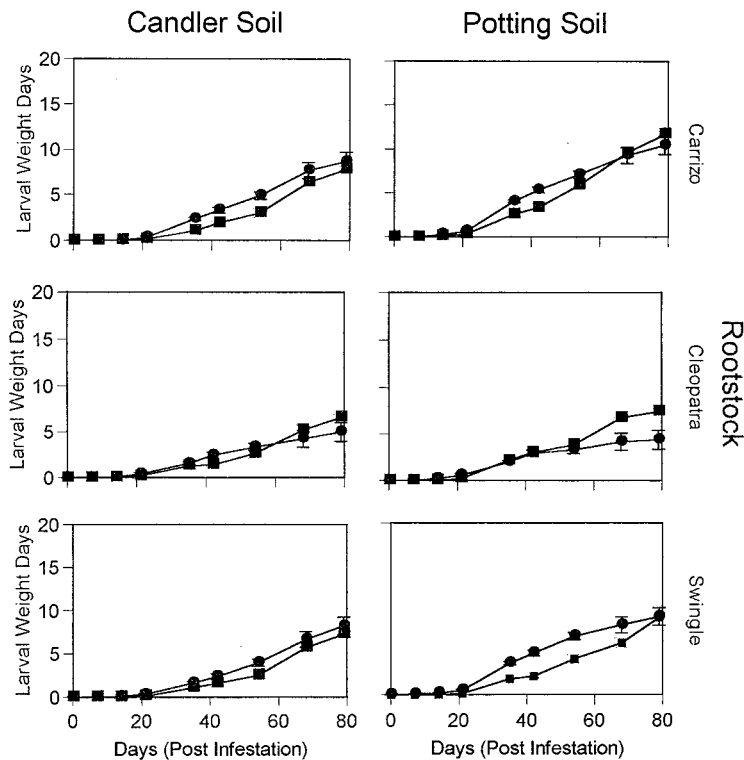 Candler Soil
Potting Soil
20
15
10
5
0
Larval Weight Days
Carrizo
20
15
10
5
0
Larval Weight Days
Cleopatra
Rootstock
20
15
10
5
0
Larval Weight Days
Swingle
0 20 40 60 80
0 20 40 60 80
Days (Post Infestation)
Days (Post Infestation)